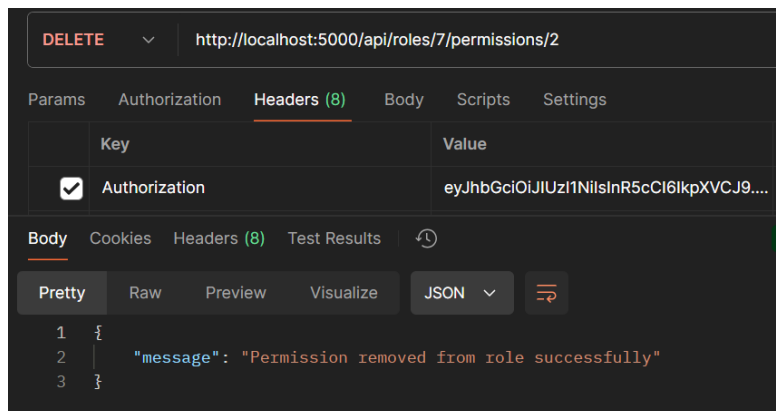 DELETE http://localhost:5000/api/roles/7/permissions/2
Params Authorization Headers (8) Body Scripts Settings
Key Value
Authorization eyJhbGciOiJIUzI1NiIsInR5cCI6IkpXVCJ9....
Body Cookies Headers (8) Test Results
Pretty Raw Preview Visualize JSON
1 {
2 "message": "Permission removed from role successfully"
3 }